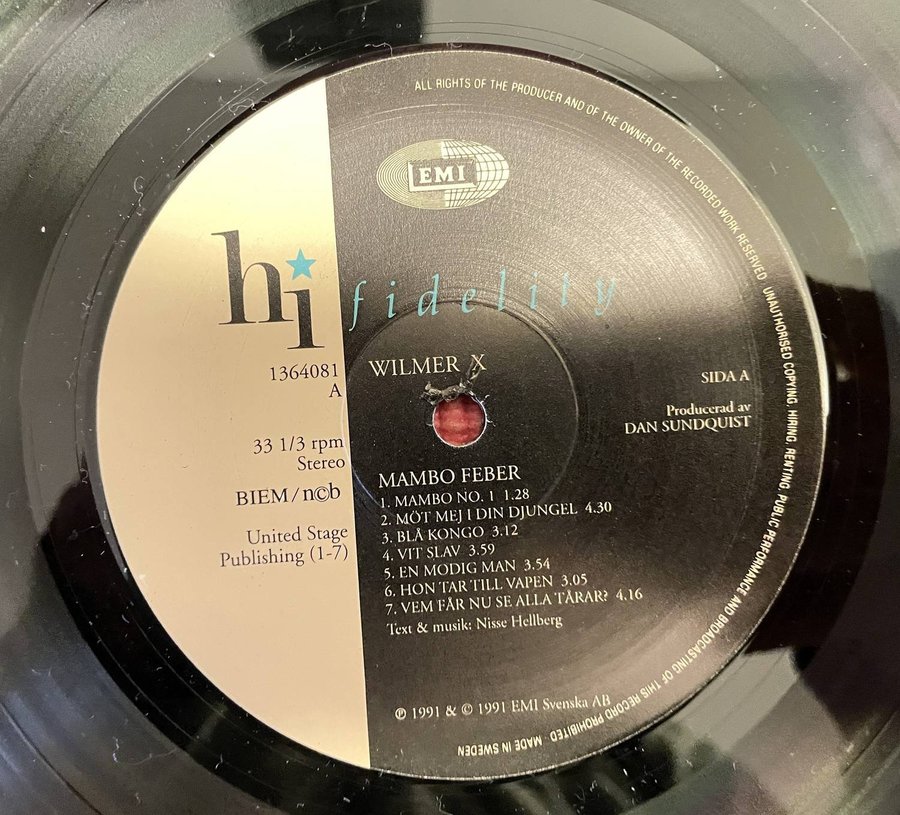 ALL RIGHTS OF THE PRODUCER AND OF THE OWNER OF THE RECORDED WORK RESERVED. UNAUTHORISED COPYING, HIRING, RENTING, PUBLIC PERFORMANCE AND BROADCASTING OF THIS RECORD PROHIBITED. MADE IN SWEDEN
EMI
hi fidelity
1364081
A
33 1/3 rpm
Stereo
BIEM/n©b
United Stage
Publishing (1-7)
WILMER X
SIDA A
Producerad av
DAN SUNDQUIST
MAMBO FEBER
1. MAMBO NO. 1 1.28
2. MÖT MEJ I DIN DJUNGEL 4.30
3. BLÅ KONGO 3.12
4. VIT SLAV 3.59
5. EN MODIG MAN 3.54
6. HON TAR TILL VAPEN 3.05
7. VEM FÅR NU SE ALLA TÅRAR? 4.16
Text & musik: Nisse Hellberg
℗ 1991 & © 1991 EMI Svenska AB